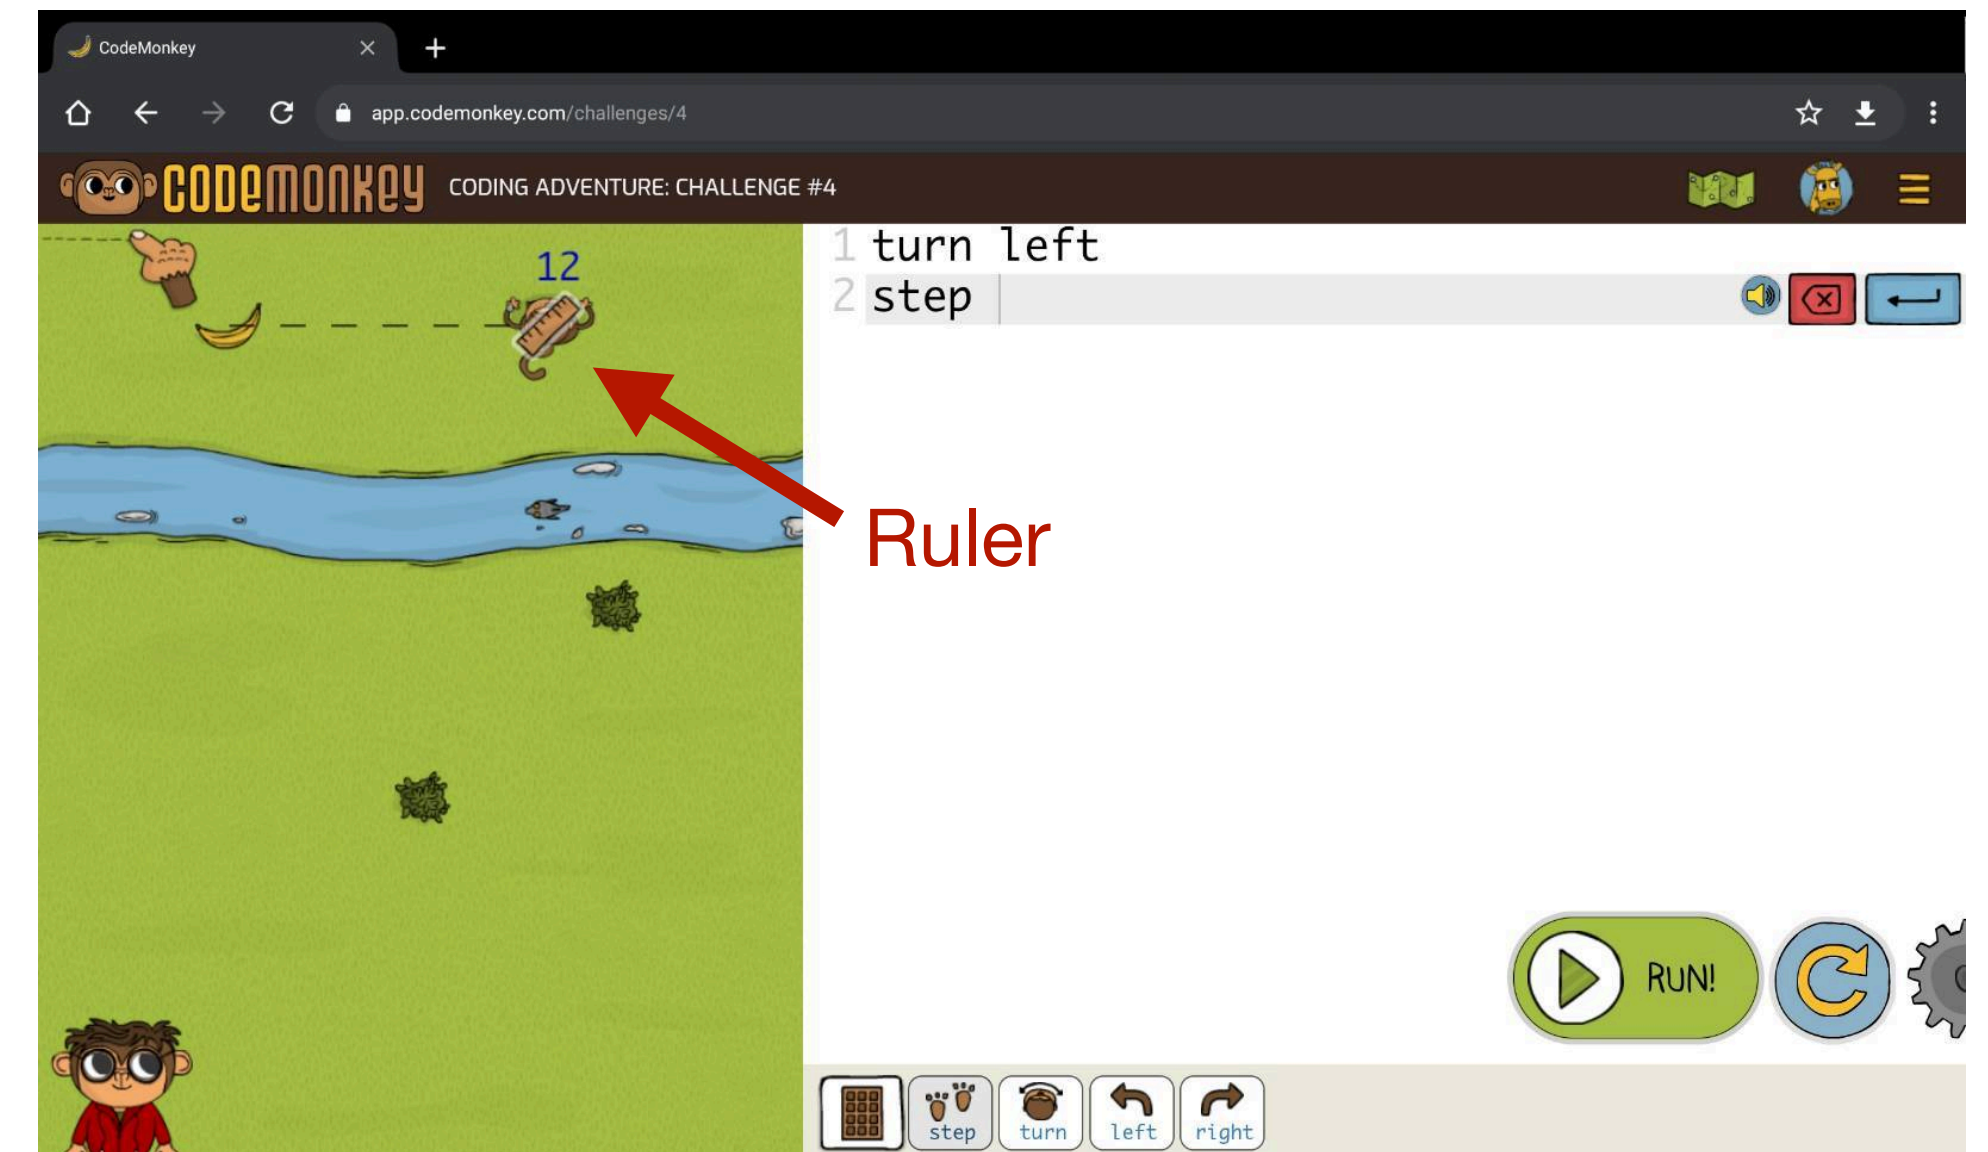 CodeMonkey
app.codemonkey.com/challenges/4
CODEMONKEY CODING ADVENTURE: CHALLENGE #4
12
1 turn left
2 step
Ruler
RUN!
step turn left right